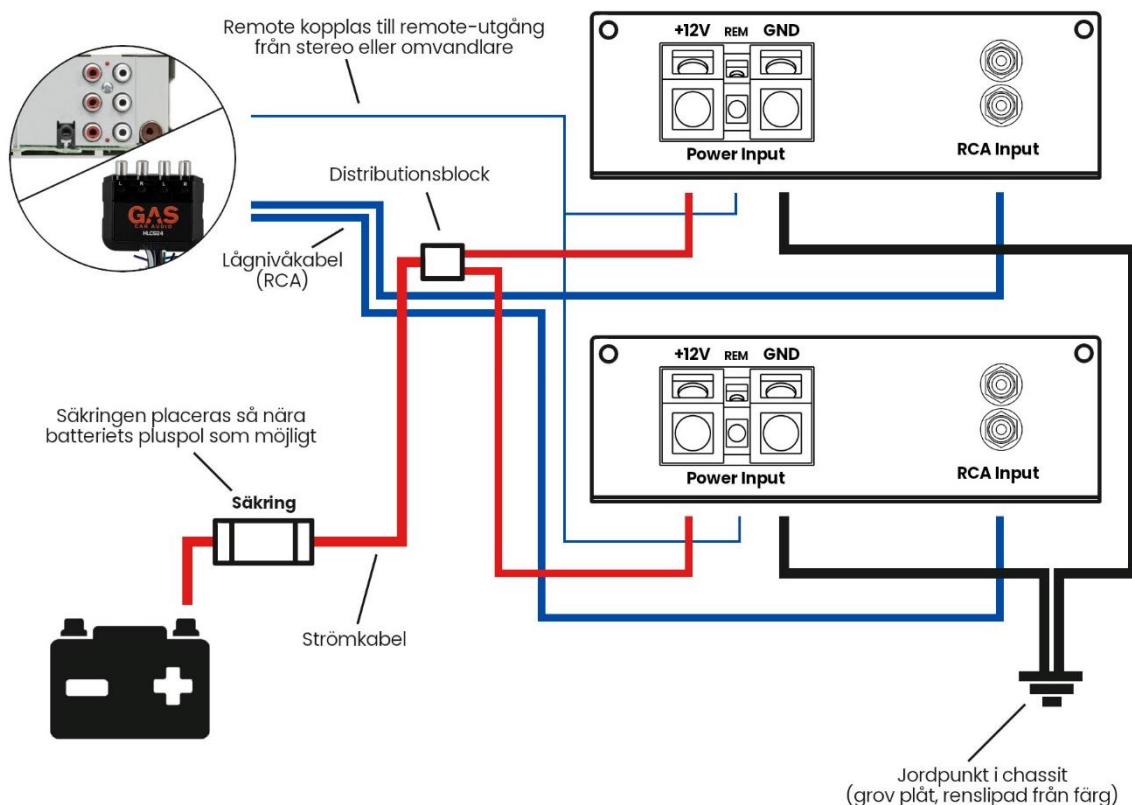 Remote kopplas till remote-utgång
från stereo eller omvandlare
L R L R
GAS
CAR AUDIO
Distributionsblock
Lågnivåkabel
(RCA)
+12V REM GND
Power Input
RCA Input
+12V REM GND
Power Input
RCA Input
Säkringen placeras så nära
batteriets pluspol som möjligt
Säkring
Strömkabel
Jordpunkt i chassit
(grov plåt, renslipad från färg)